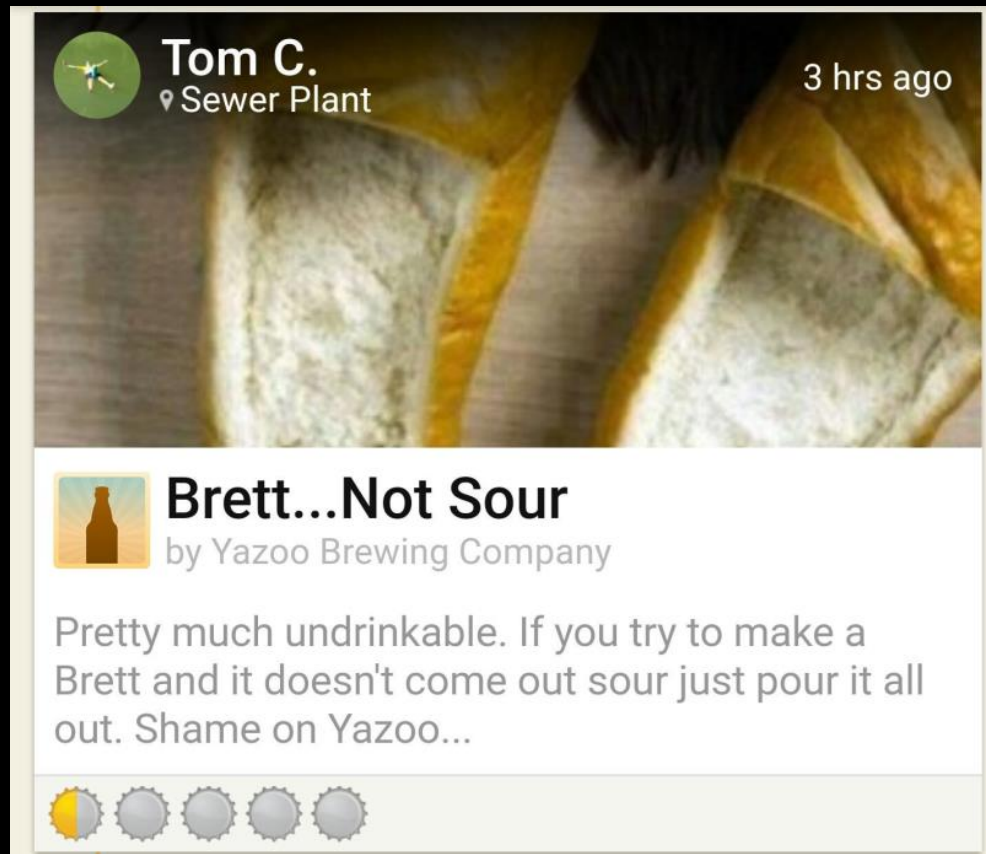 Tom C.
Sewer Plant
3 hrs ago
Brett...Not Sour
by Yazoo Brewing Company
Pretty much undrinkable. If you try to make a
Brett and it doesn't come out sour just pour it all
out. Shame on Yazoo...